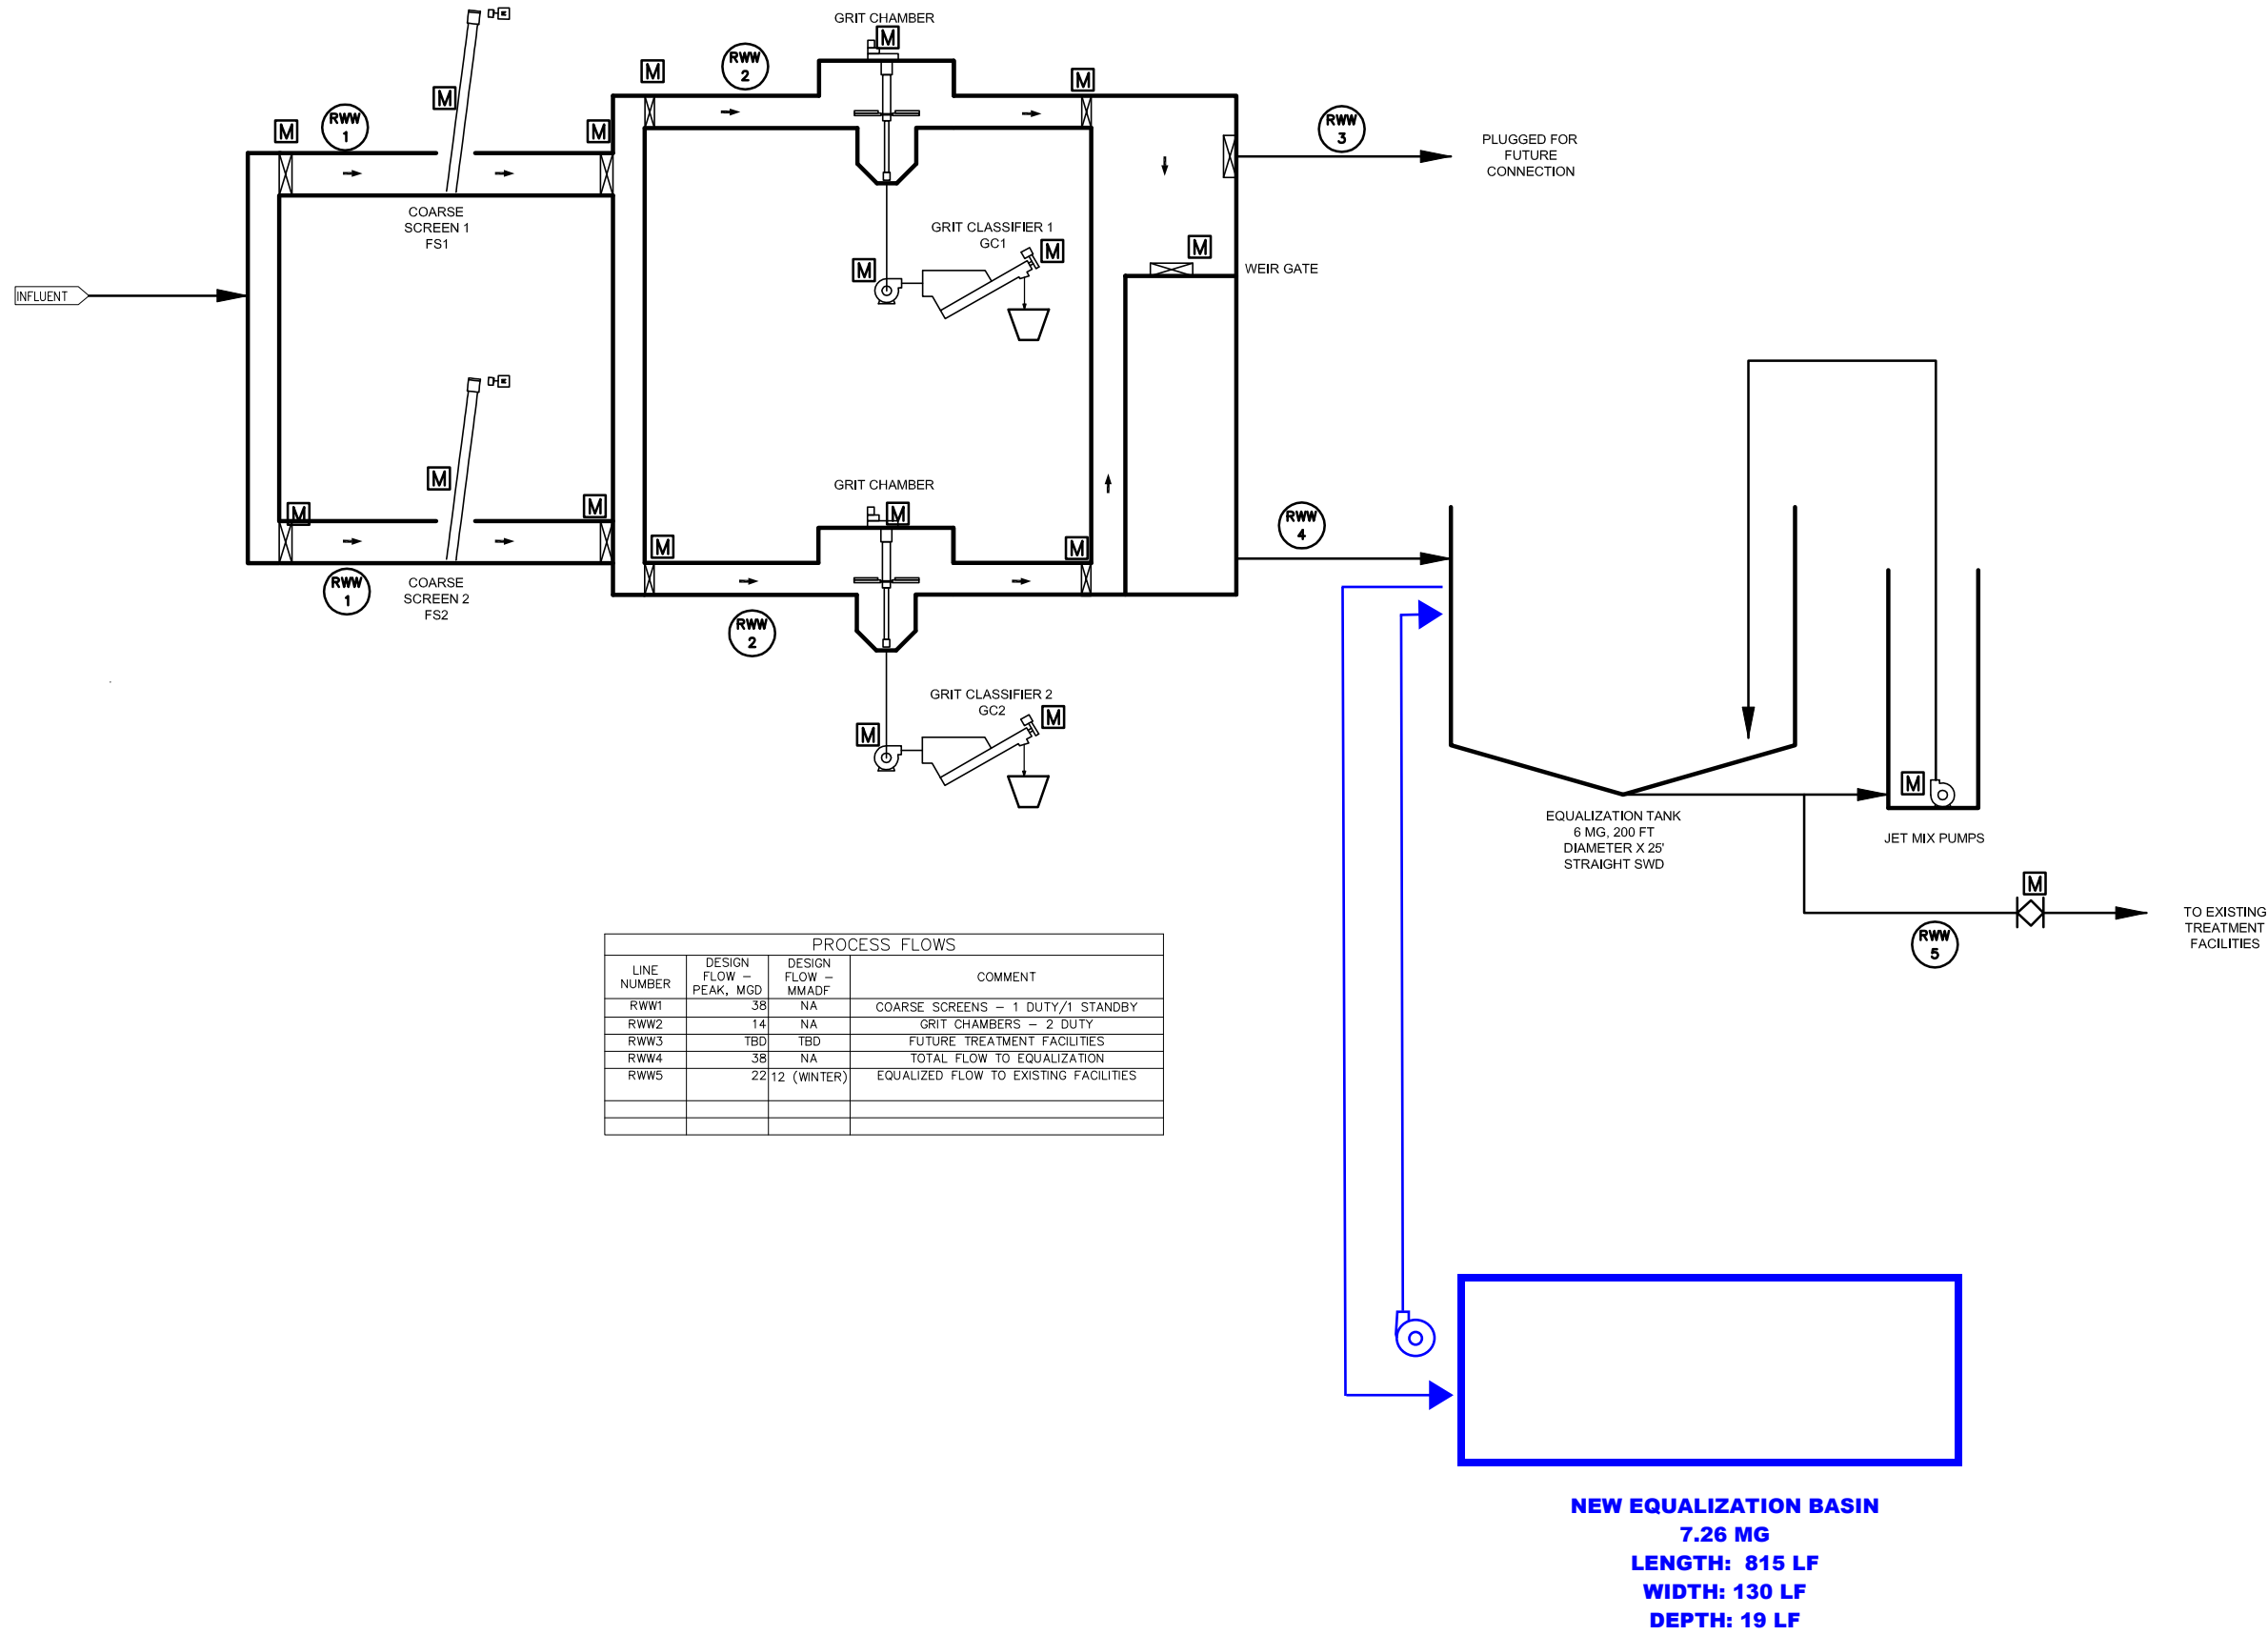 GRIT CHAMBER
M
M
RWW
2
M
M
M
RWW
1
M
M
RWW
3
PLUGGED FOR
FUTURE
CONNECTION
COARSE
SCREEN 1
FS1
GRIT CLASSIFIER 1
GC1
M
M
M
WEIR GATE
INFLUENT
M
GRIT CHAMBER
M
M
M
M
M
RWW
4
COARSE
SCREEN 2
FS2
RWW
1
RWW
2
GRIT CLASSIFIER 2
GC2
M
M
M
EQUALIZATION TANK
6 MG, 200 FT
DIAMETER X 25'
STRAIGHT SWD
JET MIX PUMPS
M
RWW
5
TO EXISTING
TREATMENT
FACILITIES
PROCESS FLOWS
LINE NUMBER DESIGN FLOW – PEAK, MGD DESIGN FLOW – MMADF COMMENT
RWW1 38 NA COARSE SCREENS – 1 DUTY/1 STANDBY
RWW2 14 NA GRIT CHAMBERS – 2 DUTY
RWW3 TBD TBD FUTURE TREATMENT FACILITIES
RWW4 38 NA TOTAL FLOW TO EQUALIZATION
RWW5 22 12 (WINTER) EQUALIZED FLOW TO EXISTING FACILITIES
NEW EQUALIZATION BASIN
7.26 MG
LENGTH: 815 LF
WIDTH: 130 LF
DEPTH: 19 LF